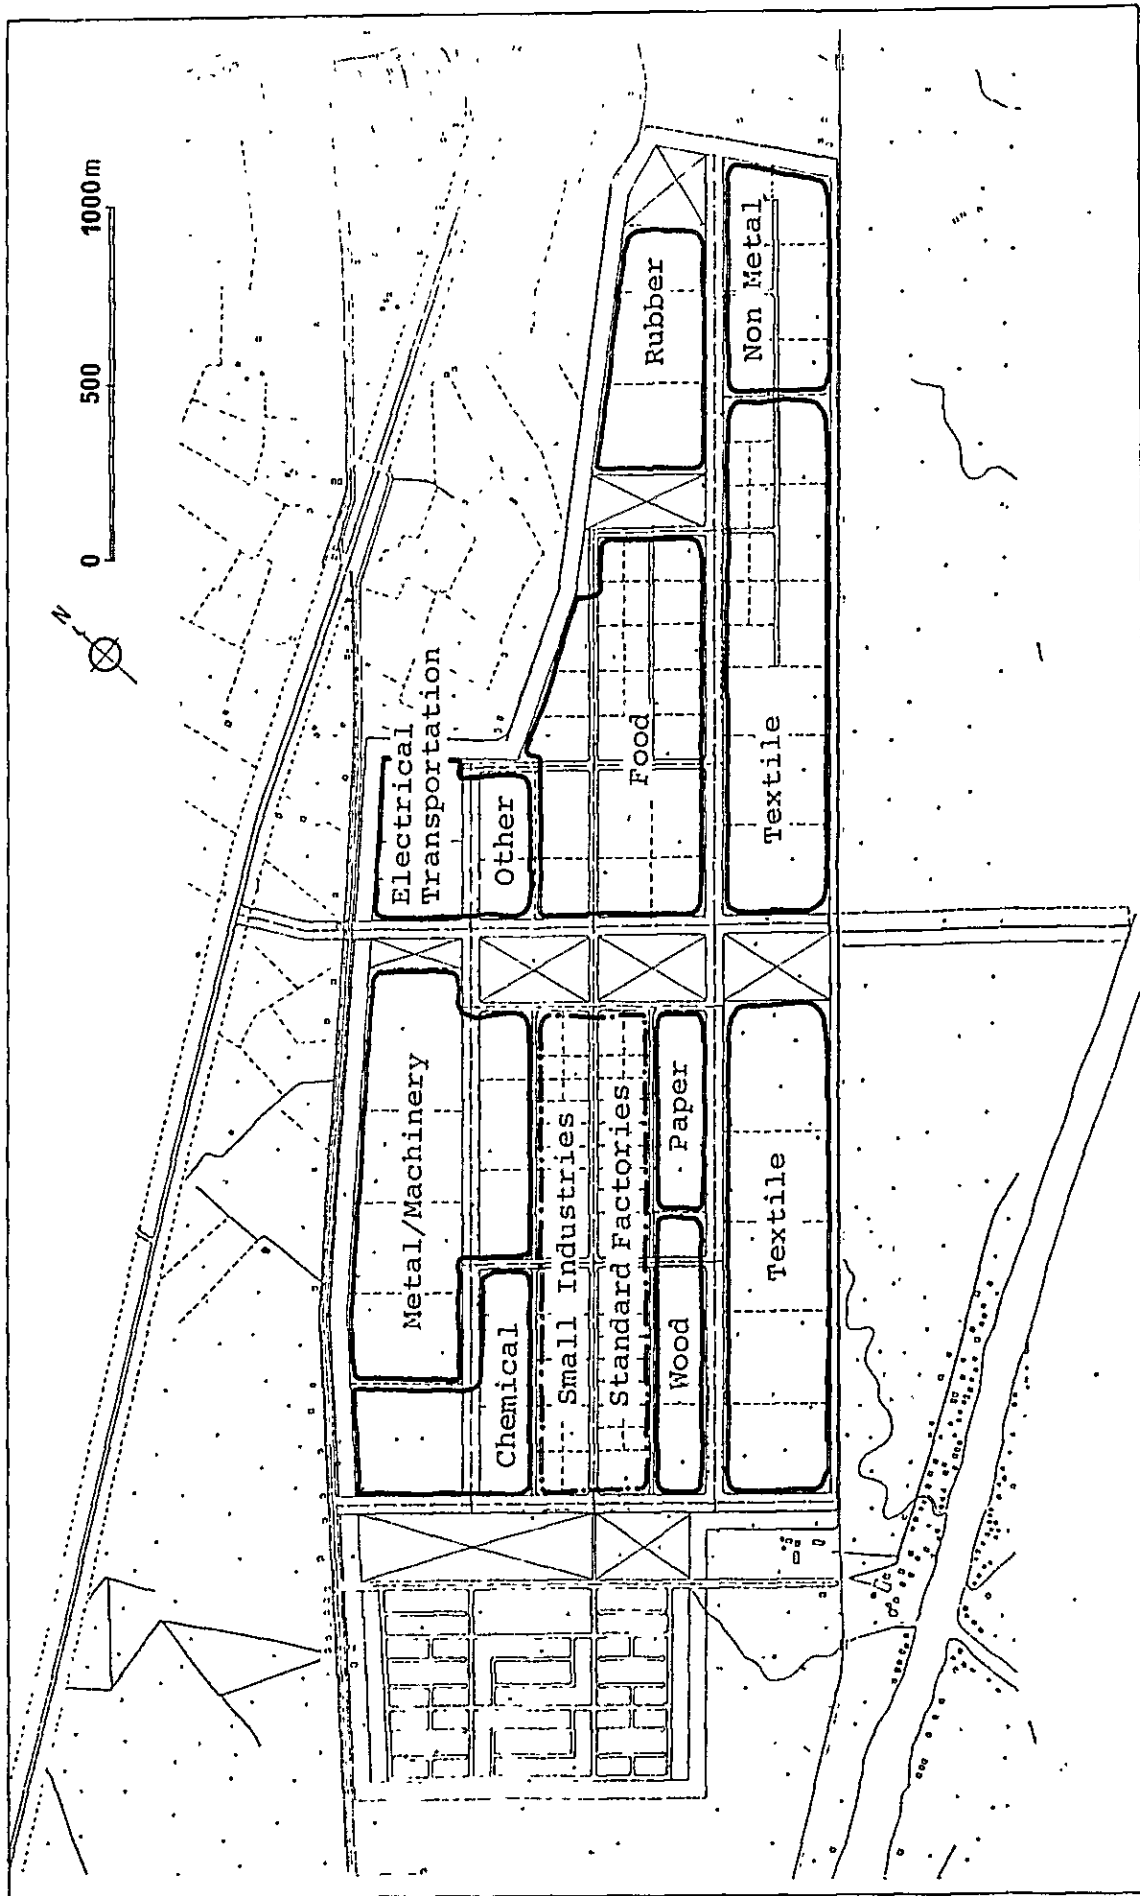 N
0 500 1000m
Electrical
Transportation
Other
Food
Rubber
Non Metal
Textile
Metal/Machinery
Chemical
Small Industries
Standard Factories
Paper
Wood
Textile